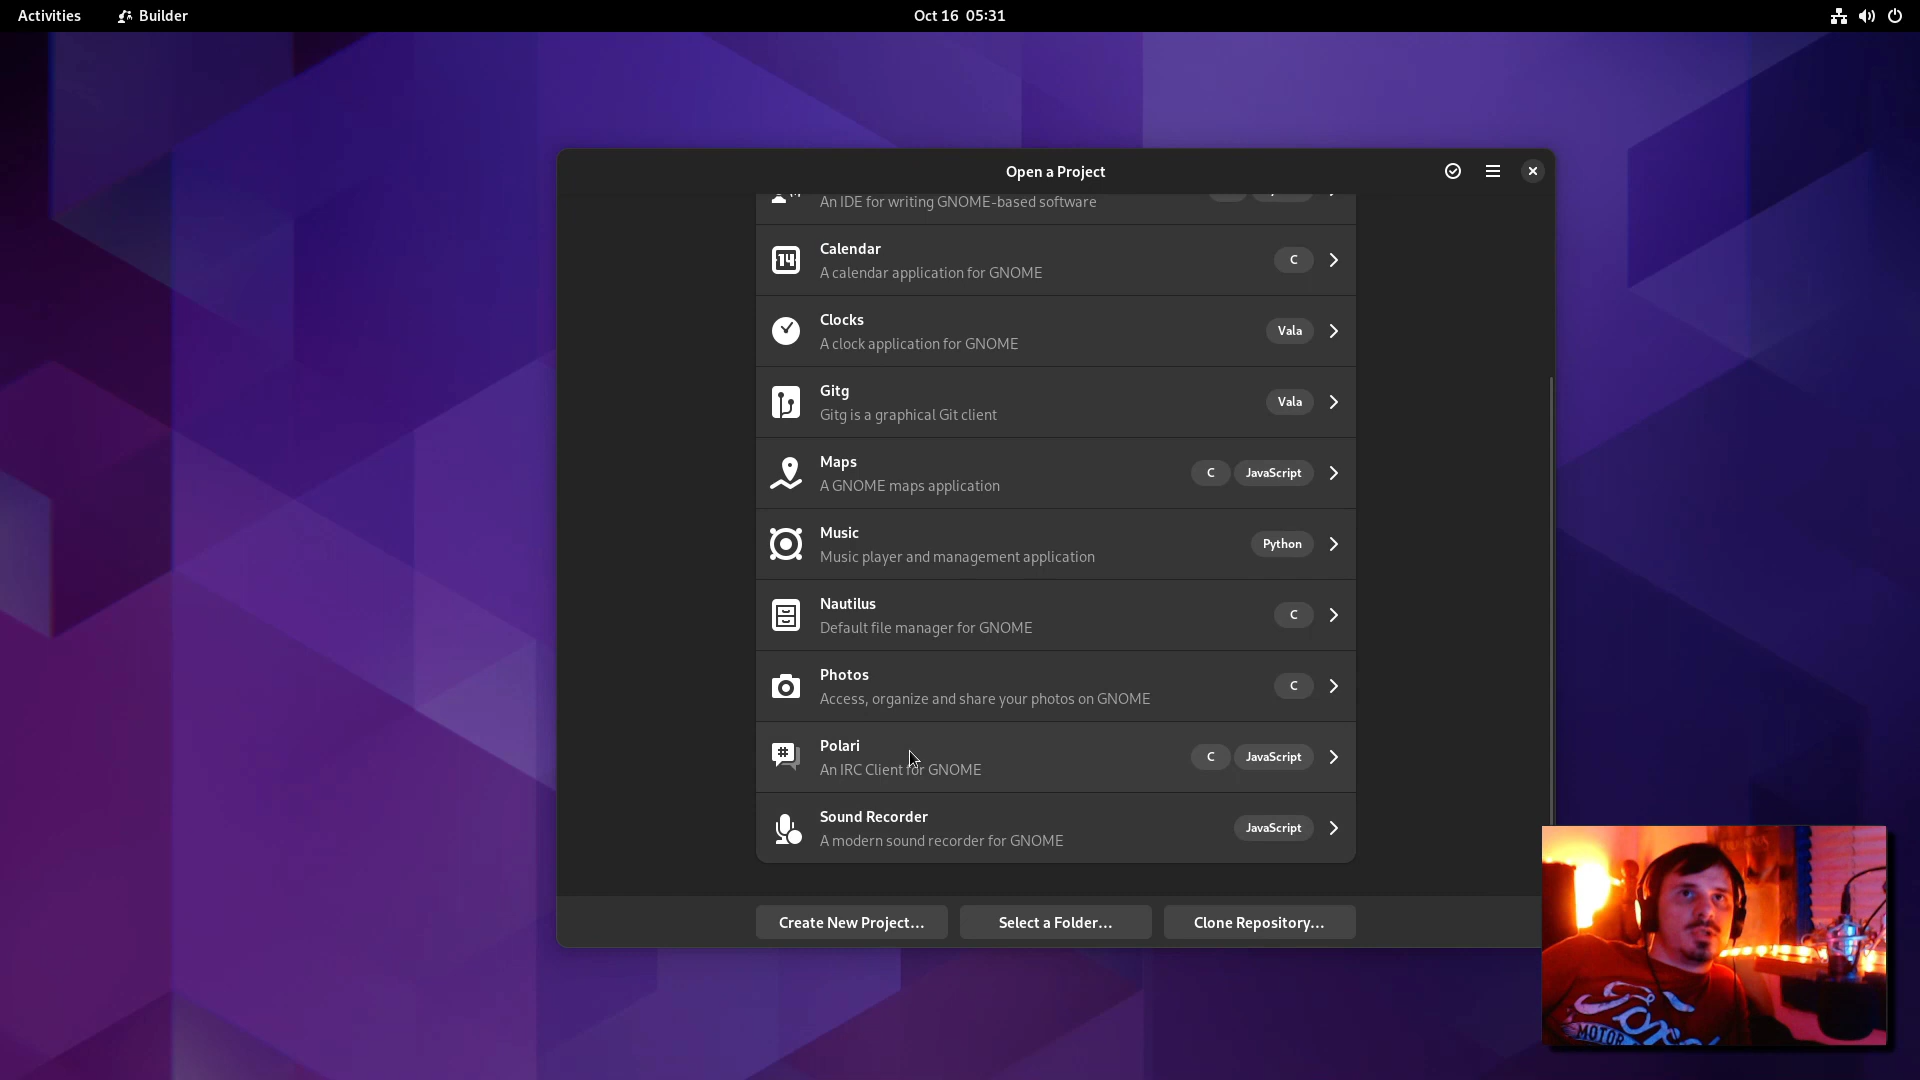 Activities
Builder
Oct 16 05:31
Open a Project
An IDE for writing GNOME-based software
Calendar
A calendar application for GNOME
C
Clocks
A clock application for GNOME
Vala
Gitg
Gitg is a graphical Git client
Vala
Maps
A GNOME maps application
C JavaScript
Music
Music player and management application
Python
Nautilus
Default file manager for GNOME
C
Photos
Access, organize and share your photos on GNOME
C
Polari
An IRC Client for GNOME
C JavaScript
Sound Recorder
A modern sound recorder for GNOME
JavaScript
Create New Project...
Select a Folder...
Clone Repository...
MOTOR